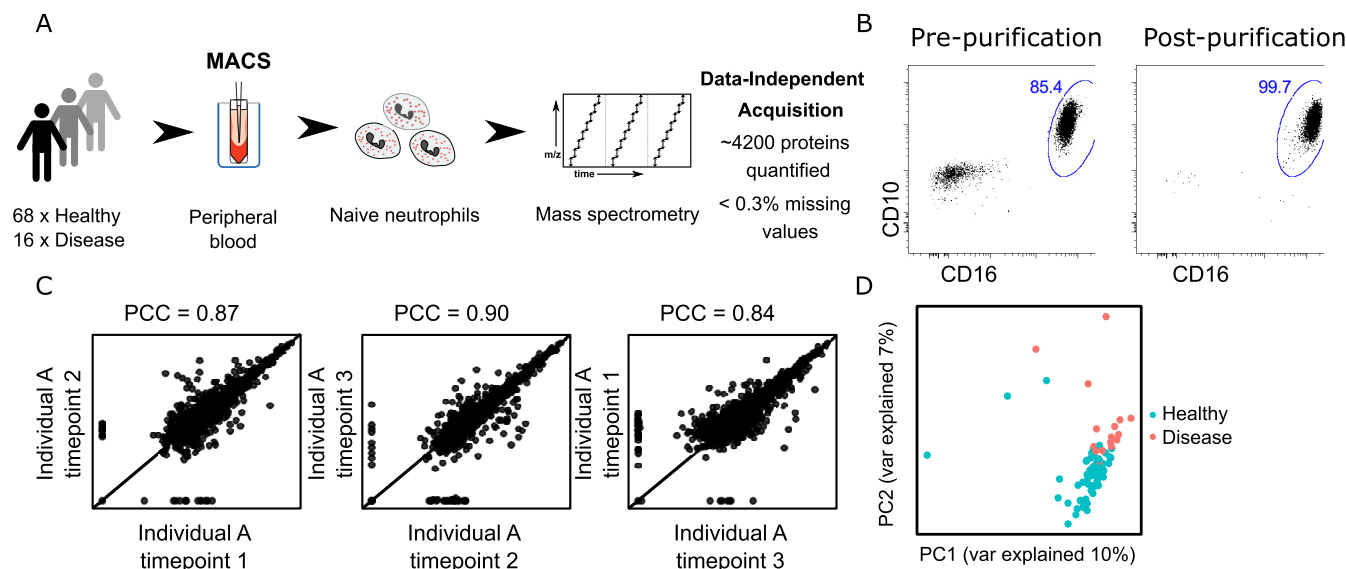 A
MACS
68 x Healthy
16 x Disease
Peripheral
blood
Naive neutrophils
m/z
time
Mass spectrometry
Data-Independent
Acquisition
~4200 proteins
quantified
< 0.3% missing
values
B
Pre-purification
Post-purification
85.4
99.7
CD10
CD16
CD16
C
PCC = 0.87
Individual A
timepoint 2
Individual A
timepoint 1
PCC = 0.90
Individual A
timepoint 3
Individual A
timepoint 2
PCC = 0.84
Individual A
timepoint 1
Individual A
timepoint 3
D
PC2 (var explained 7%)
PC1 (var explained 10%)
Healthy
Disease